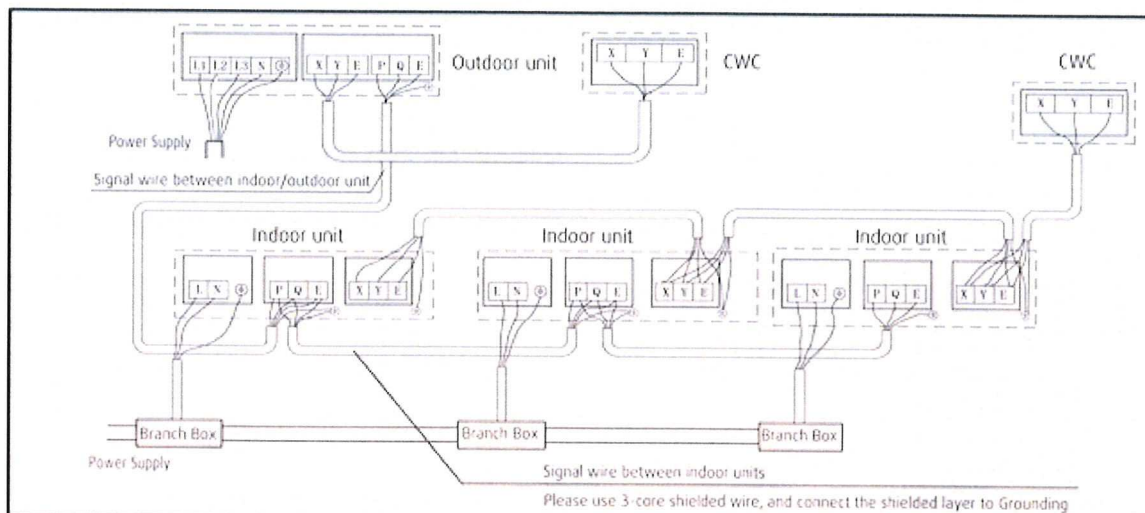 L1 L2 L3 N X Y E P Q E
Outdoor unit
X Y E
CWC
X Y E
CWC
Power Supply
Signal wire between indoor/outdoor unit
Indoor unit
Indoor unit
Indoor unit
L N P Q E X Y E
L N P Q E X Y E
L N P Q E X Y E
Branch Box
Branch Box
Branch Box
Power Supply
Signal wire between indoor units
Please use 3-core shielded wire, and connect the shielded layer to Grounding